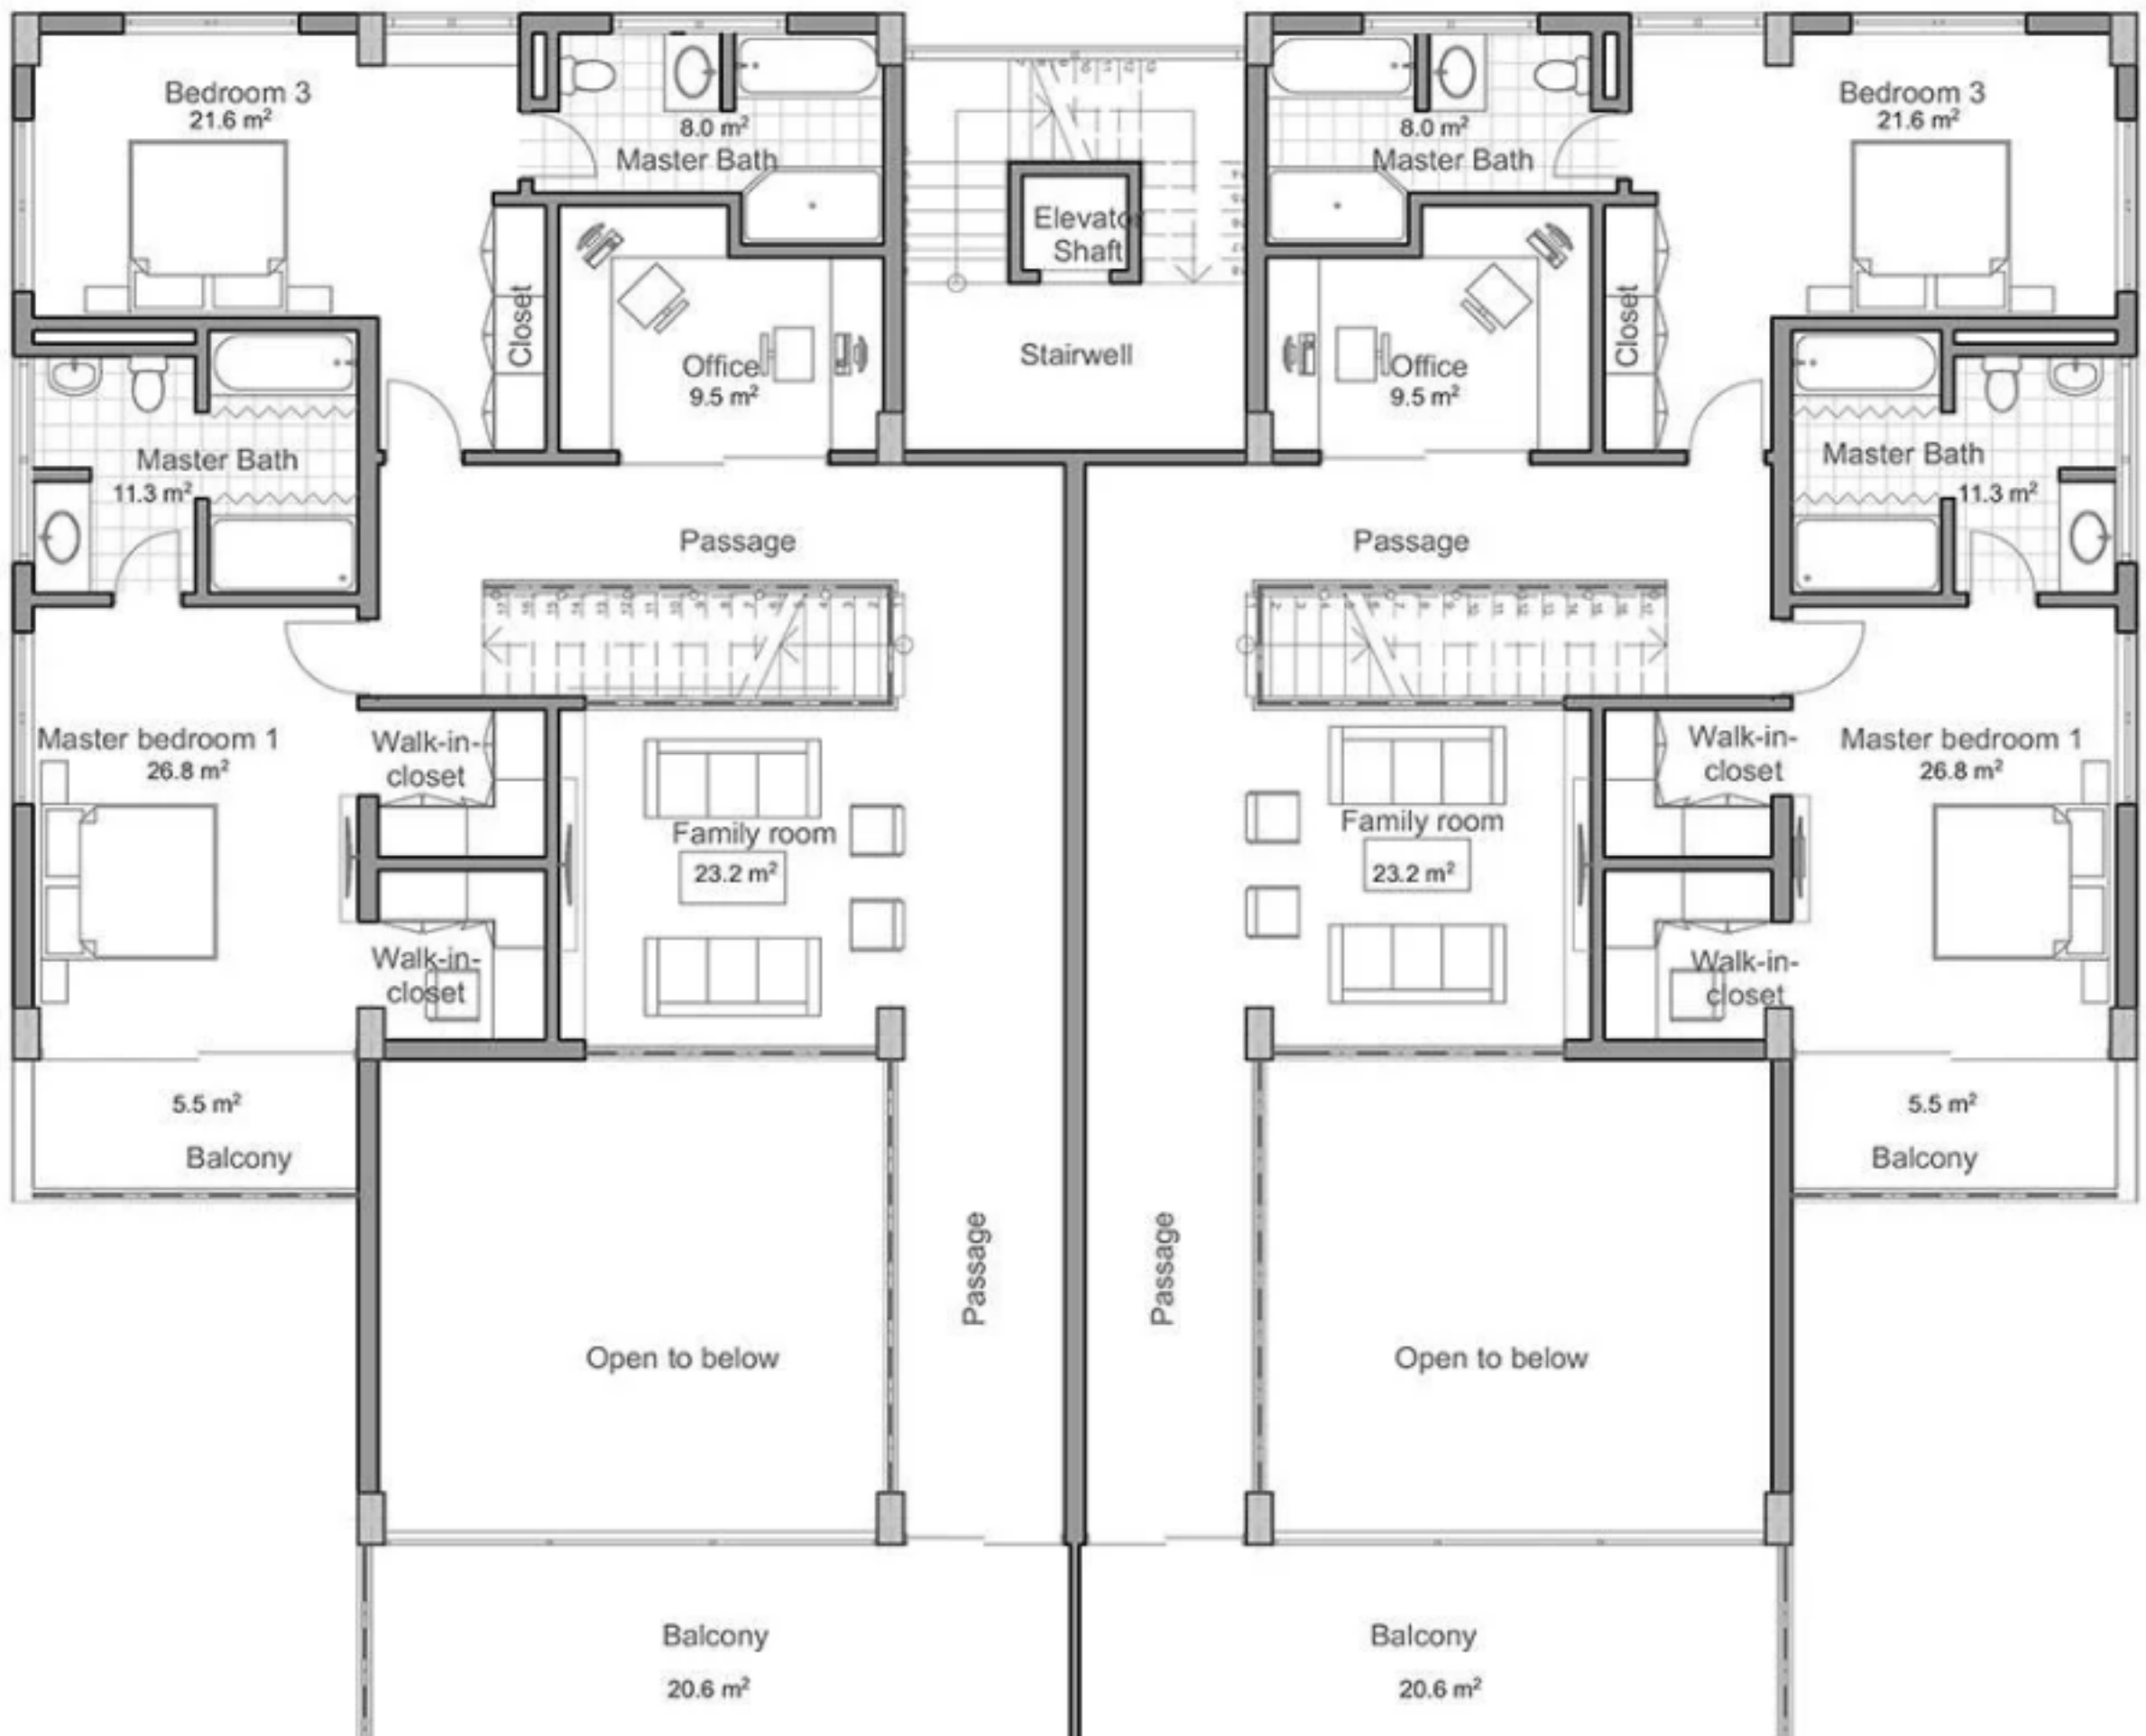 Bedroom 3
21.6 m²
8.0 m²
Master Bath
8.0 m²
Master Bath
Bedroom 3
21.6 m²
Elevator
Shaft
Closet
Office
9.5 m²
Stairwell
Office
9.5 m²
Closet
Master Bath
11.3 m²
Master Bath
11.3 m²
Passage
Passage
Master bedroom 1
26.8 m²
Walk-in-
closet
Family room
23.2 m²
Family room
23.2 m²
Walk-in-
closet
Master bedroom 1
26.8 m²
Walk-in-
closet
Walk-in-
closet
5.5 m²
Balcony
5.5 m²
Balcony
Passage
Passage
Open to below
Open to below
Balcony
20.6 m²
Balcony
20.6 m²